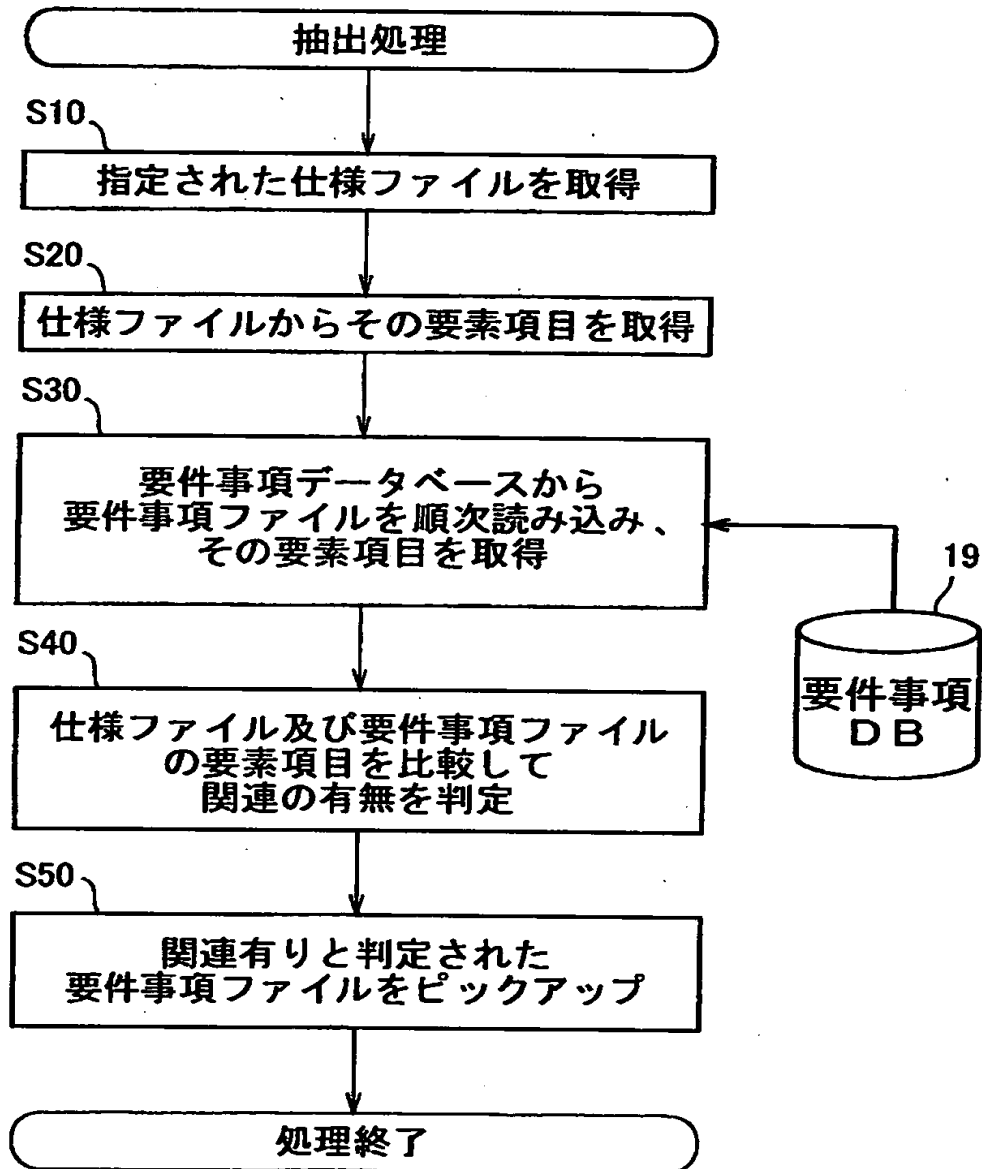 抽出処理
S10
指定された仕様ファイルを取得
S20
仕様ファイルからその要素項目を取得
S30
要件事項データベースから
要件事項ファイルを順次読み込み、
その要素項目を取得
19
要件事項
DB
S40
仕様ファイル及び要件事項ファイル
の要素項目を比較して
関連の有無を判定
S50
関連有りと判定された
要件事項ファイルをピックアップ
処理終了